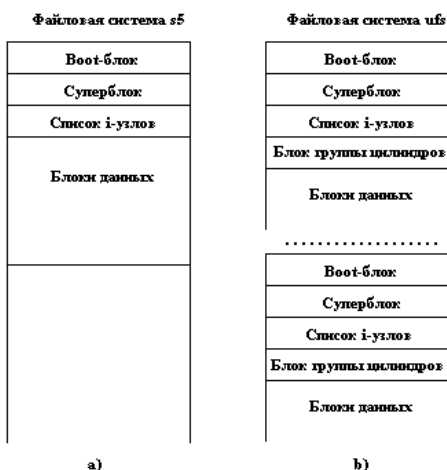 Файловая система s5
Boot-блок
Суперблок
Список i-узлов
Блоки данных
a)
Файловая система ufs
Boot-блок
Суперблок
Список i-узлов
Блок группы цилиндров
Блоки данных
....................
Boot-блок
Суперблок
Список i-узлов
Блок группы цилиндров
Блоки данных
b)